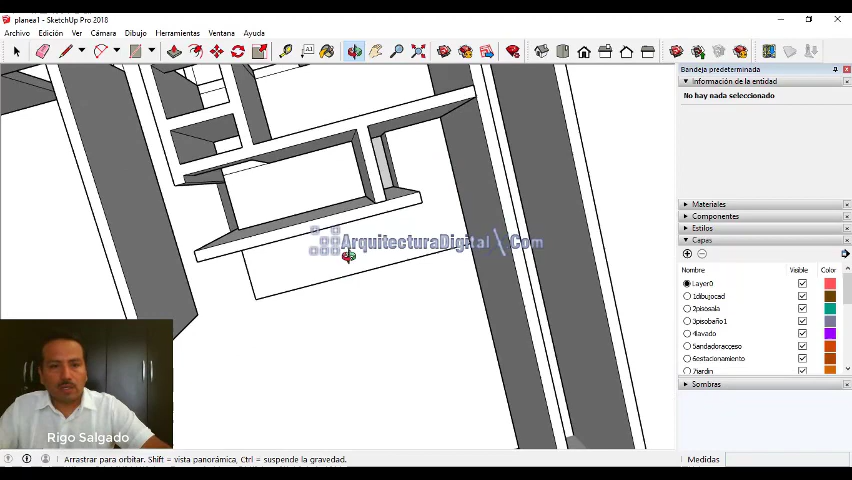 planea1 - SketchUp Pro 2018
Archivo Edición Ver Cámara Dibujo Herramientas Ventana Ayuda
Bandeja predeterminada
Información de la entidad
No hay nada seleccionado
Materiales
Componentes
Estilos
Capas
Nombre Visible Color
Layer0
1dibujocad
2pisosala
3pisobaño1
4lavado
5andadoracceso
6estacionamiento
7jardin
Sombras
ArquitecturaDigital .Com
Rigo Salgado
Arrastrar para orbitar. Shift = vista panorámica, Ctrl = suspende la gravedad.
Medidas